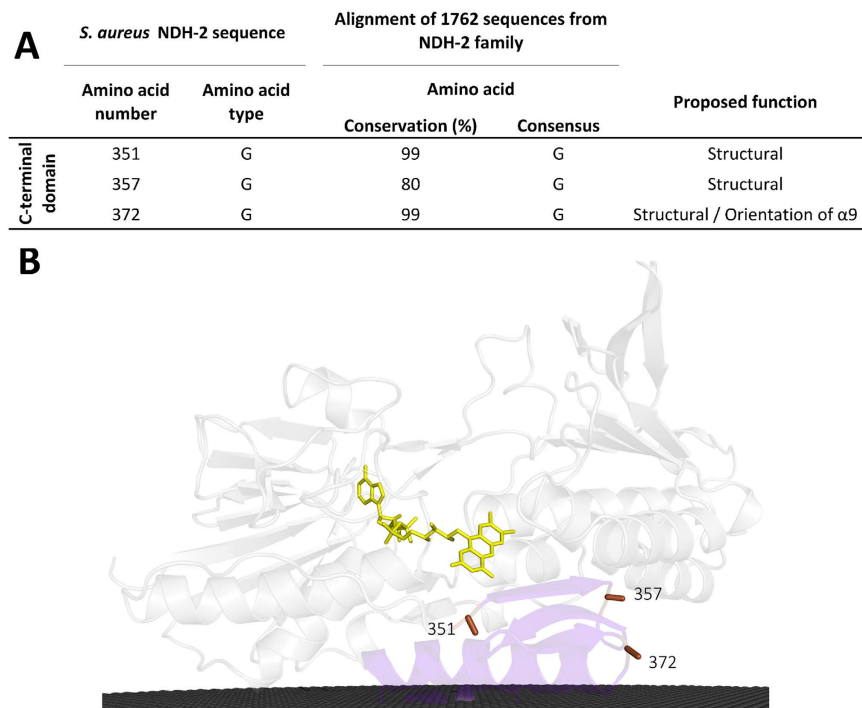 A
S. aureus NDH-2 sequence
Alignment of 1762 sequences from
NDH-2 family
Amino acid
number
Amino acid
type
Amino acid
Conservation (%)
Consensus
Proposed function
C-terminal
domain
351 G 99 G Structural
357 G 80 G Structural
372 G 99 G Structural / Orientation of α9
B
357
351
372